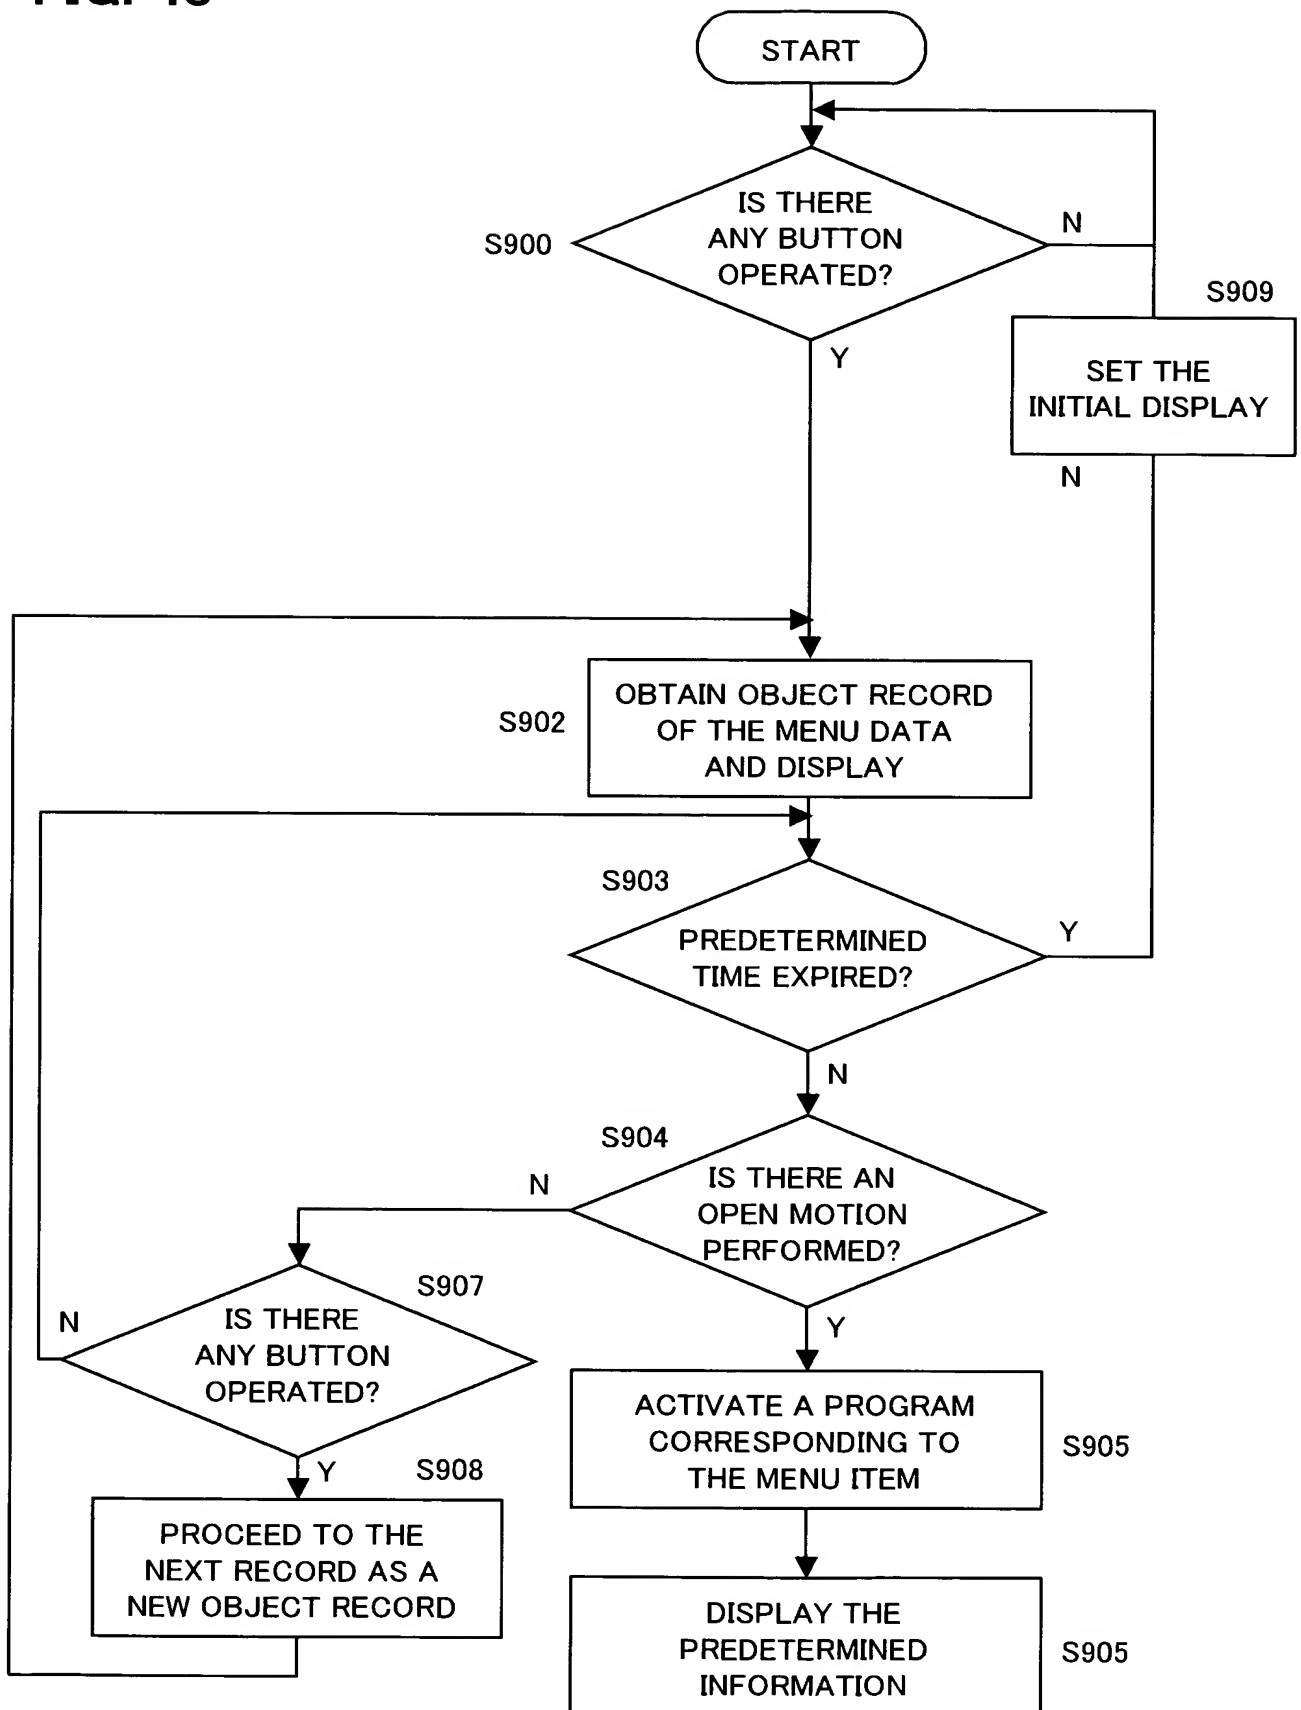 START
IS THERE
ANY BUTTON
OPERATED?
S900
N
Y
S909
SET THE
INITIAL DISPLAY
N
S902
OBTAIN OBJECT RECORD
OF THE MENU DATA
AND DISPLAY
S903
PREDETERMINED
TIME EXPIRED?
Y
N
S904
IS THERE AN
OPEN MOTION
PERFORMED?
N
Y
S907
IS THERE
ANY BUTTON
OPERATED?
N
Y
S908
PROCEED TO THE
NEXT RECORD AS A
NEW OBJECT RECORD
ACTIVATE A PROGRAM
CORRESPONDING TO
THE MENU ITEM
S905
DISPLAY THE
PREDETERMINED
INFORMATION
S905